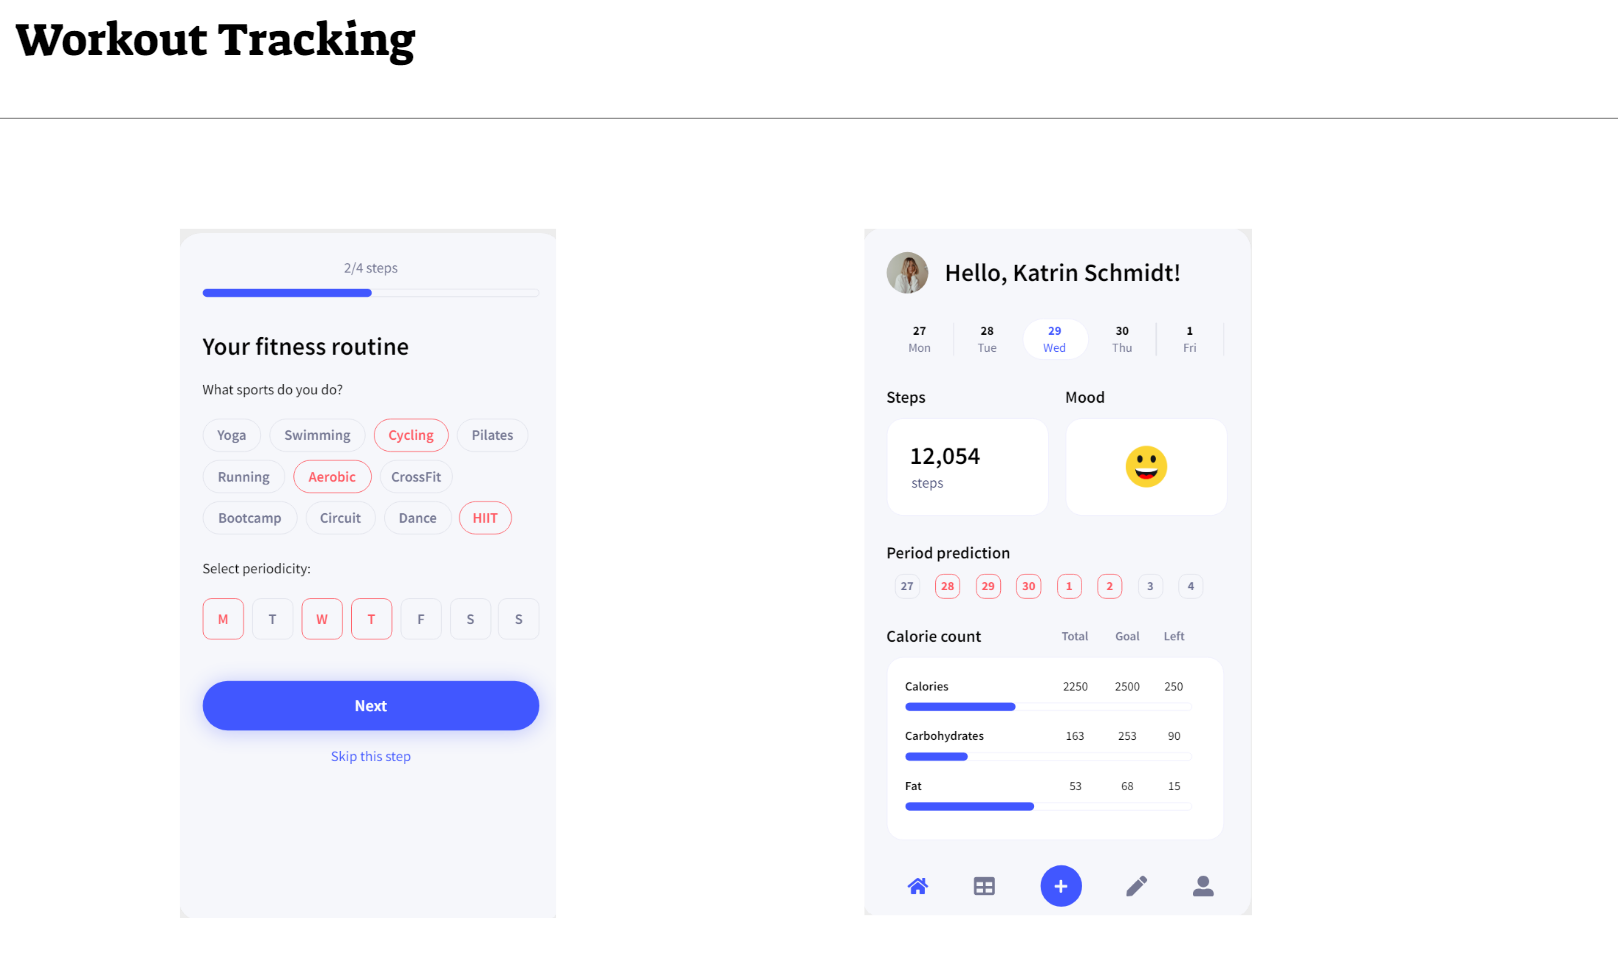 Workout Tracking
2/4 steps
Your fitness routine
What sports do you do?
Yoga Swimming Cycling Pilates
Running Aerobic CrossFit
Bootcamp Circuit Dance HIIT
Select periodicity:
M T W T F S S
Next
Skip this step
Hello, Katrin Schmidt!
27 28 29 30 1
Mon Tue Wed Thu Fri
Steps Mood
12,054
steps
Period prediction
27 28 29 30 1 2 3 4
Calorie count Total Goal Left
Calories 2250 2500 250
Carbohydrates 163 253 90
Fat 53 68 15